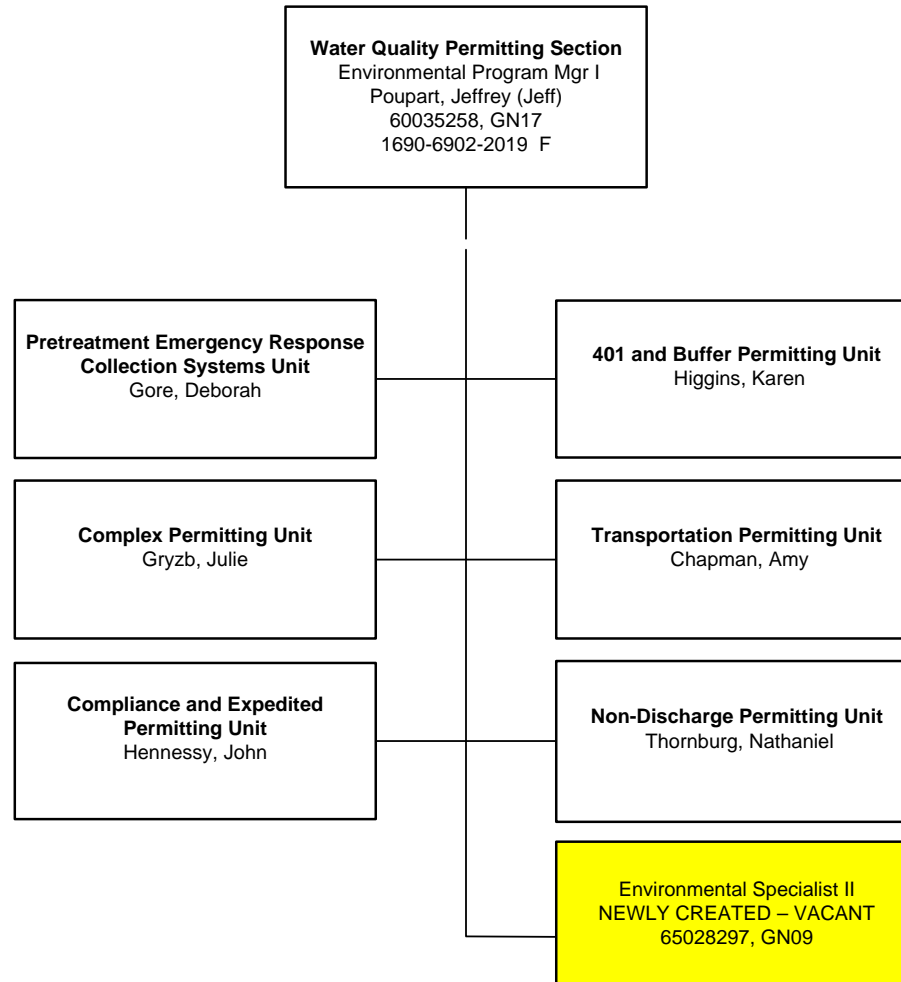 Water Quality Permitting Section
Environmental Program Mgr I
Poupart, Jeffrey (Jeff)
60035258, GN17
1690-6902-2019  F
Pretreatment Emergency Response
Collection Systems Unit
Gore, Deborah
401 and Buffer Permitting Unit
Higgins, Karen
Complex Permitting Unit
Gryzb, Julie
Transportation Permitting Unit
Chapman, Amy
Compliance and Expedited
Permitting Unit
Hennessy, John
Non-Discharge Permitting Unit
Thornburg, Nathaniel
Environmental Specialist II
NEWLY CREATED – VACANT
65028297, GN09